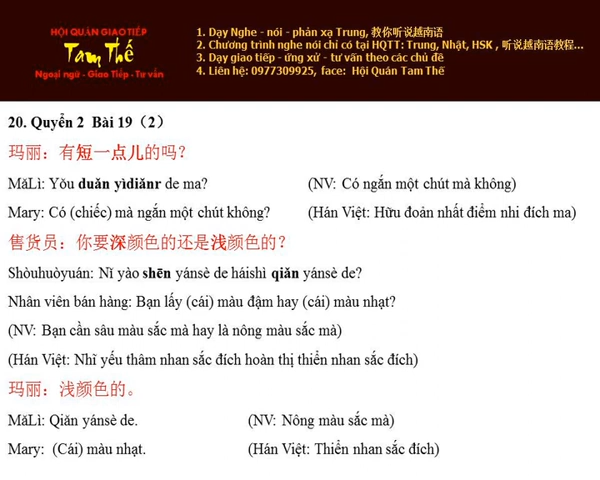 HỘI QUÁN GIAO TIẾP
Tam Thế
Ngoại ngữ - Giao Tiếp - Tư vấn
1. Dạy Nghe - nói - phản xạ Trung, 教你听说越南语
2. Chương trình nghe nói chỉ có tại HQTT: Trung, Nhật, HSK , 听说越南语教程...
3. Dạy giao tiếp - ứng xử - tư vấn theo các chủ đề
4. Liên hệ: 0977309925, face: Hội Quán Tam Thế
20. Quyển 2 Bài 19（2）
玛丽：有短一点儿的吗？
MǎLì: Yǒu duǎn yìdiǎnr de ma? (NV: Có ngắn một chút mà không)
Mary: Có (chiếc) mà ngắn một chút không? (Hán Việt: Hữu đoản nhất điểm nhi đích ma)
售货员：你要深颜色的还是浅颜色的？
Shòuhuòyuán: Nǐ yào shēn yánsè de háishì qiǎn yánsè de?
Nhân viên bán hàng: Bạn lấy (cái) màu đậm hay (cái) màu nhạt?
(NV: Bạn cần sâu màu sắc mà hay là nông màu sắc mà)
(Hán Việt: Nhĩ yếu thâm nhan sắc đích hoàn thị thiển nhan sắc đích)
玛丽：浅颜色的。
MǎLì: Qiǎn yánsè de. (NV: Nông màu sắc mà)
Mary: (Cái) màu nhạt. (Hán Việt: Thiển nhan sắc đích)